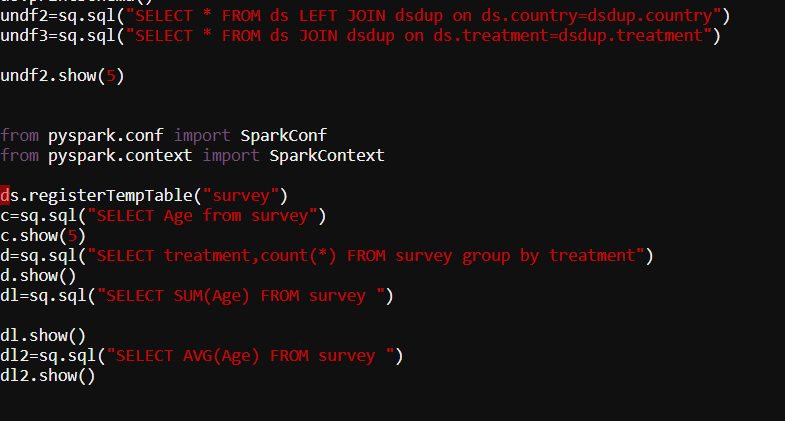 undf2=sq.sql("SELECT * FROM ds LEFT JOIN dsdup on ds.country=dsdup.country")
undf3=sq.sql("SELECT * FROM ds JOIN dsdup on ds.treatment=dsdup.treatment")
undf2.show(5)
from pyspark.conf import SparkConf
from pyspark.context import SparkContext
ds.registerTempTable("survey")
c=sq.sql("SELECT Age from survey")
c.show(5)
d=sq.sql("SELECT treatment,count(*) FROM survey group by treatment")
d.show()
dl=sq.sql("SELECT SUM(Age) FROM survey ")
dl.show()
dl2=sq.sql("SELECT AVG(Age) FROM survey ")
dl2.show()